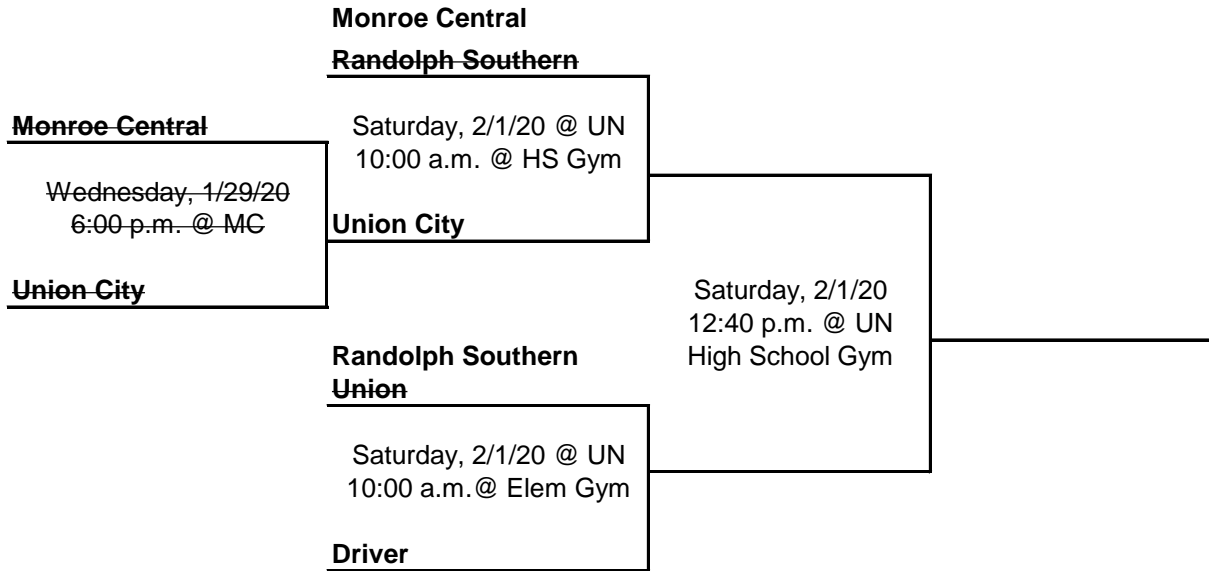 Monroe Central
Randolph Southern
Monroe Central
Saturday, 2/1/20 @ UN
10:00 a.m. @ HS Gym
Wednesday, 1/29/20
6:00 p.m. @ MC
Union City
Union City
Saturday, 2/1/20
12:40 p.m. @ UN
High School Gym
Randolph Southern
Union
Saturday, 2/1/20 @ UN
10:00 a.m.@ Elem Gym
Driver